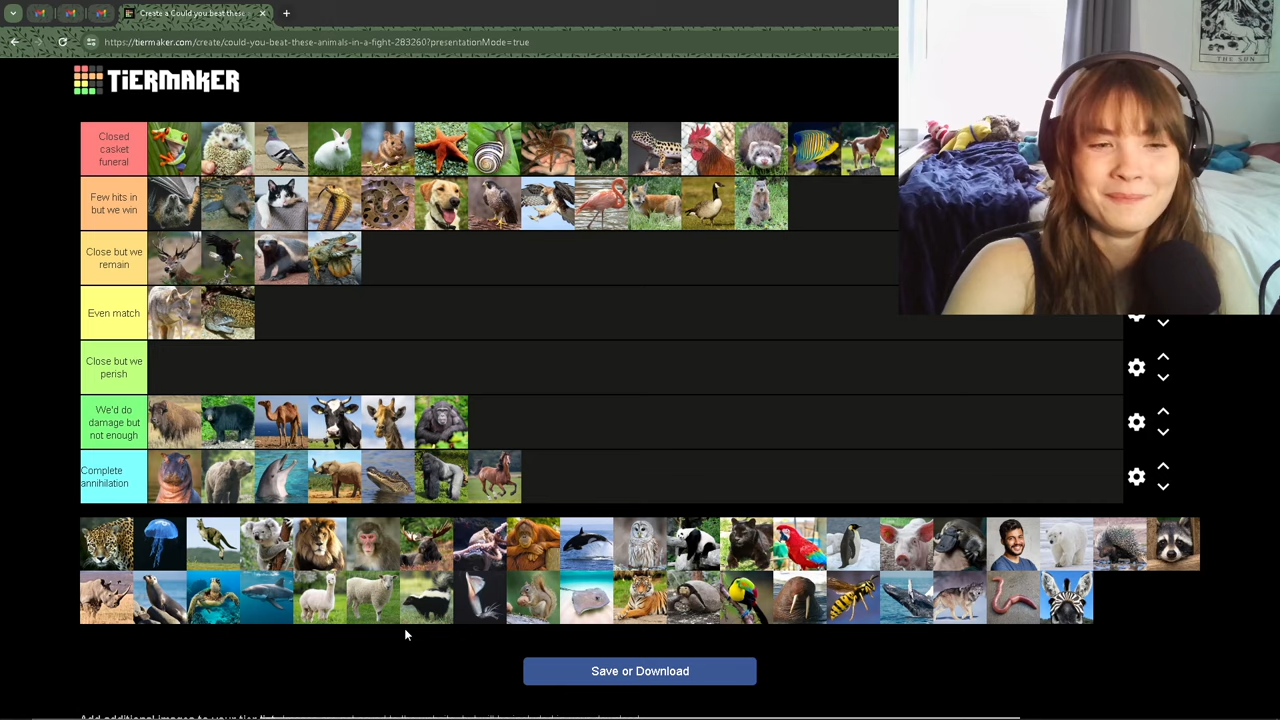 Create a Could you beat these
https://tiermaker.com/create/could-you-beat-these-animals-in-a-fight-283260?presentationMode=true
TiERMAKER
THE SUN
Closed
casket
funeral
Few hits in
but we win
Close but we
remain
Even match
Close but we
perish
We'd do
damage but
not enough
Complete
annihilation
Save or Download